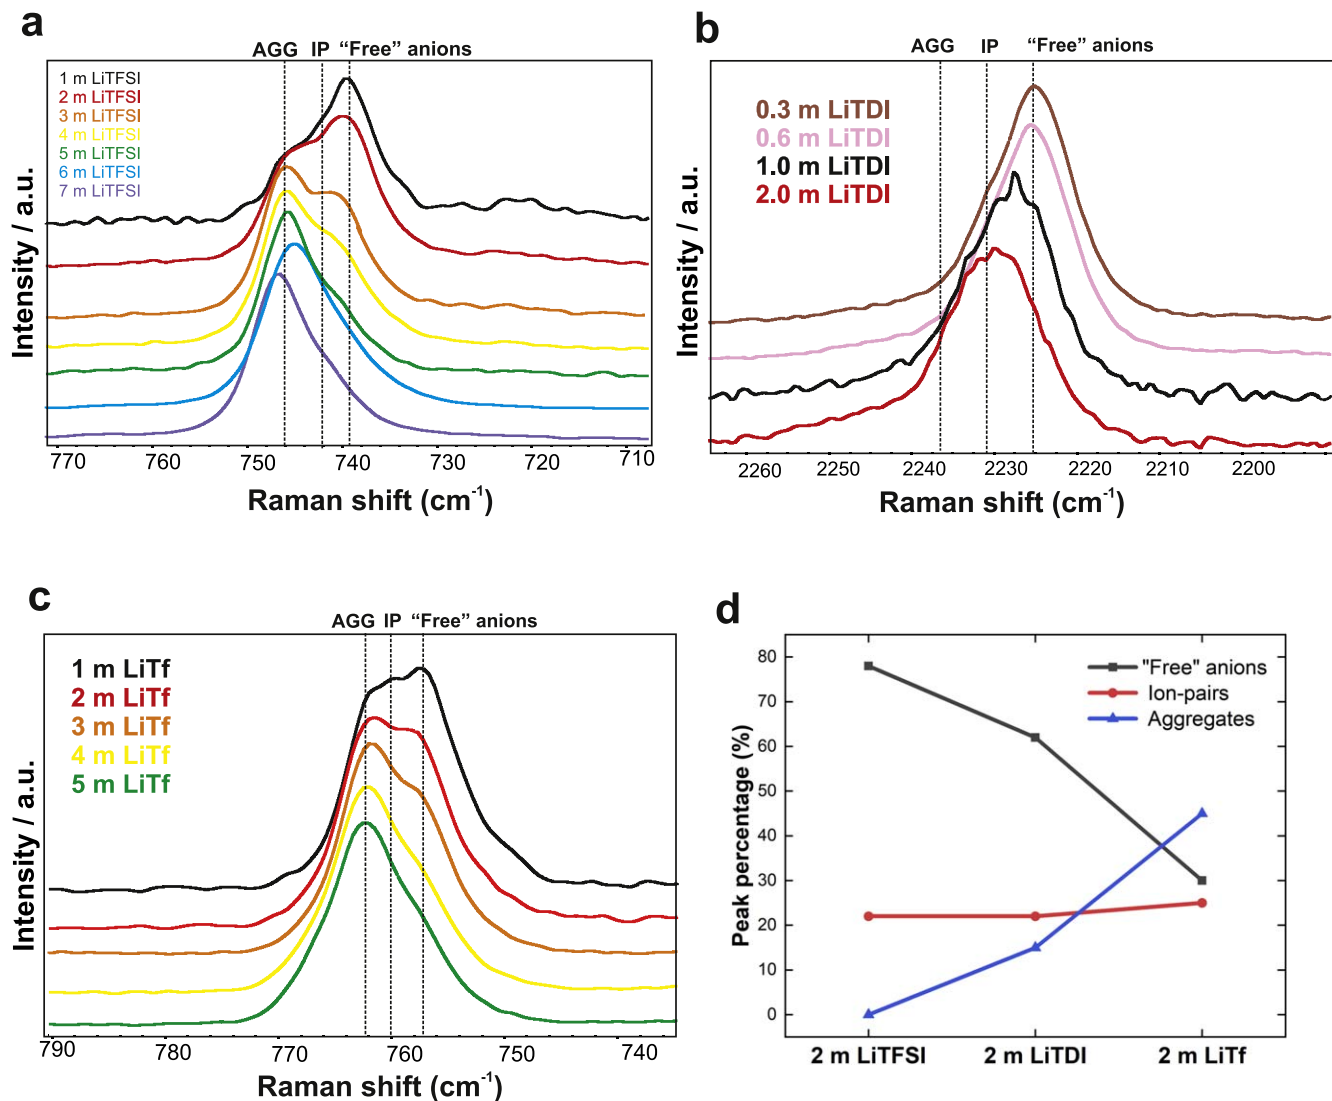 a
AGG IP “Free” anions
1 m LiTFSI
2 m LiTFSI
3 m LiTFSI
4 m LiTFSI
5 m LiTFSI
6 m LiTFSI
7 m LiTFSI
Intensity / a.u.
770 760 750 740 730 720 710
Raman shift (cm⁻¹)
b
AGG IP “Free” anions
0.3 m LiTDI
0.6 m LiTDI
1.0 m LiTDI
2.0 m LiTDI
Intensity / a.u.
2260 2250 2240 2230 2220 2210 2200
Raman shift (cm⁻¹)
c
AGG IP “Free” anions
1 m LiTf
2 m LiTf
3 m LiTf
4 m LiTf
5 m LiTf
Intensity / a.u.
790 780 770 760 750 740
Raman shift (cm⁻¹)
d
"Free" anions
Ion-pairs
Aggregates
Peak percentage (%)
80
70
60
50
40
30
20
10
0
2 m LiTFSI 2 m LiTDI 2 m LiTf